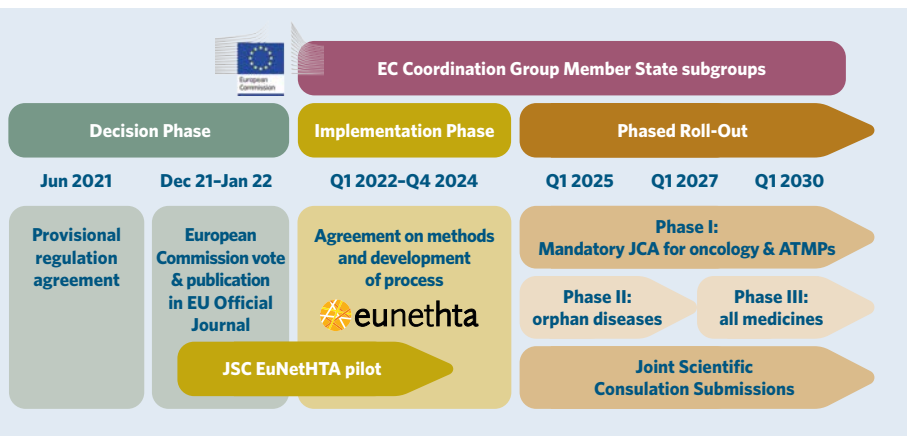 European
Commission
EC Coordination Group Member State subgroups
Decision Phase
Implementation Phase
Phased Roll-Out
Jun 2021
Dec 21–Jan 22
Q1 2022–Q4 2024
Q1 2025
Q1 2027
Q1 2030
Provisional
regulation
agreement
European
Commission vote
& publication
in EU Official
Journal
Agreement on methods
and development
of process
eunethta
JSC EuNetHTA pilot
Phase I:
Mandatory JCA for oncology & ATMPs
Phase II:
orphan diseases
Phase III:
all medicines
Joint Scientific
Consulation Submissions